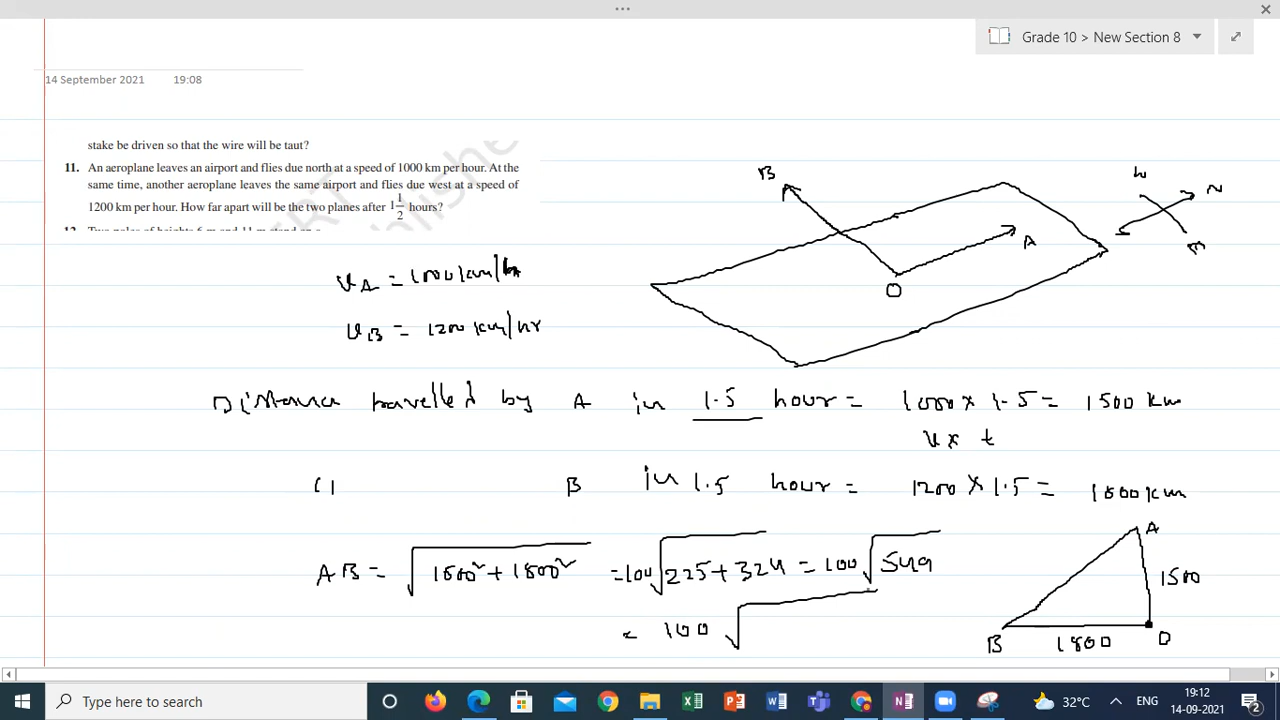 Grade 10 > New Section 8
14 September 2021 19:08
stake be driven so that the wire will be taut?
11. An aeroplane leaves an airport and flies due north at a speed of 1000 km per hour. At the
same time, another aeroplane leaves the same airport and flies due west at a speed of
1200 km per hour. How far apart will be the two planes after 1 1/2 hours?
B
W
N
A
O
VA = 1000 km/hr
VB = 1200 km/hr
Distance travelled by A in 1.5 hour = 1000 × 1.5 = 1500 km
v × t
B in 1.5 hour = 1200 × 1.5 = 1800 km
A
AB = √1500² + 1800² = 100√225 + 324 = 100√549
1500
= 100√
B 1800 O
Type here to search
32°C
ENG
19:12
14-09-2021
2